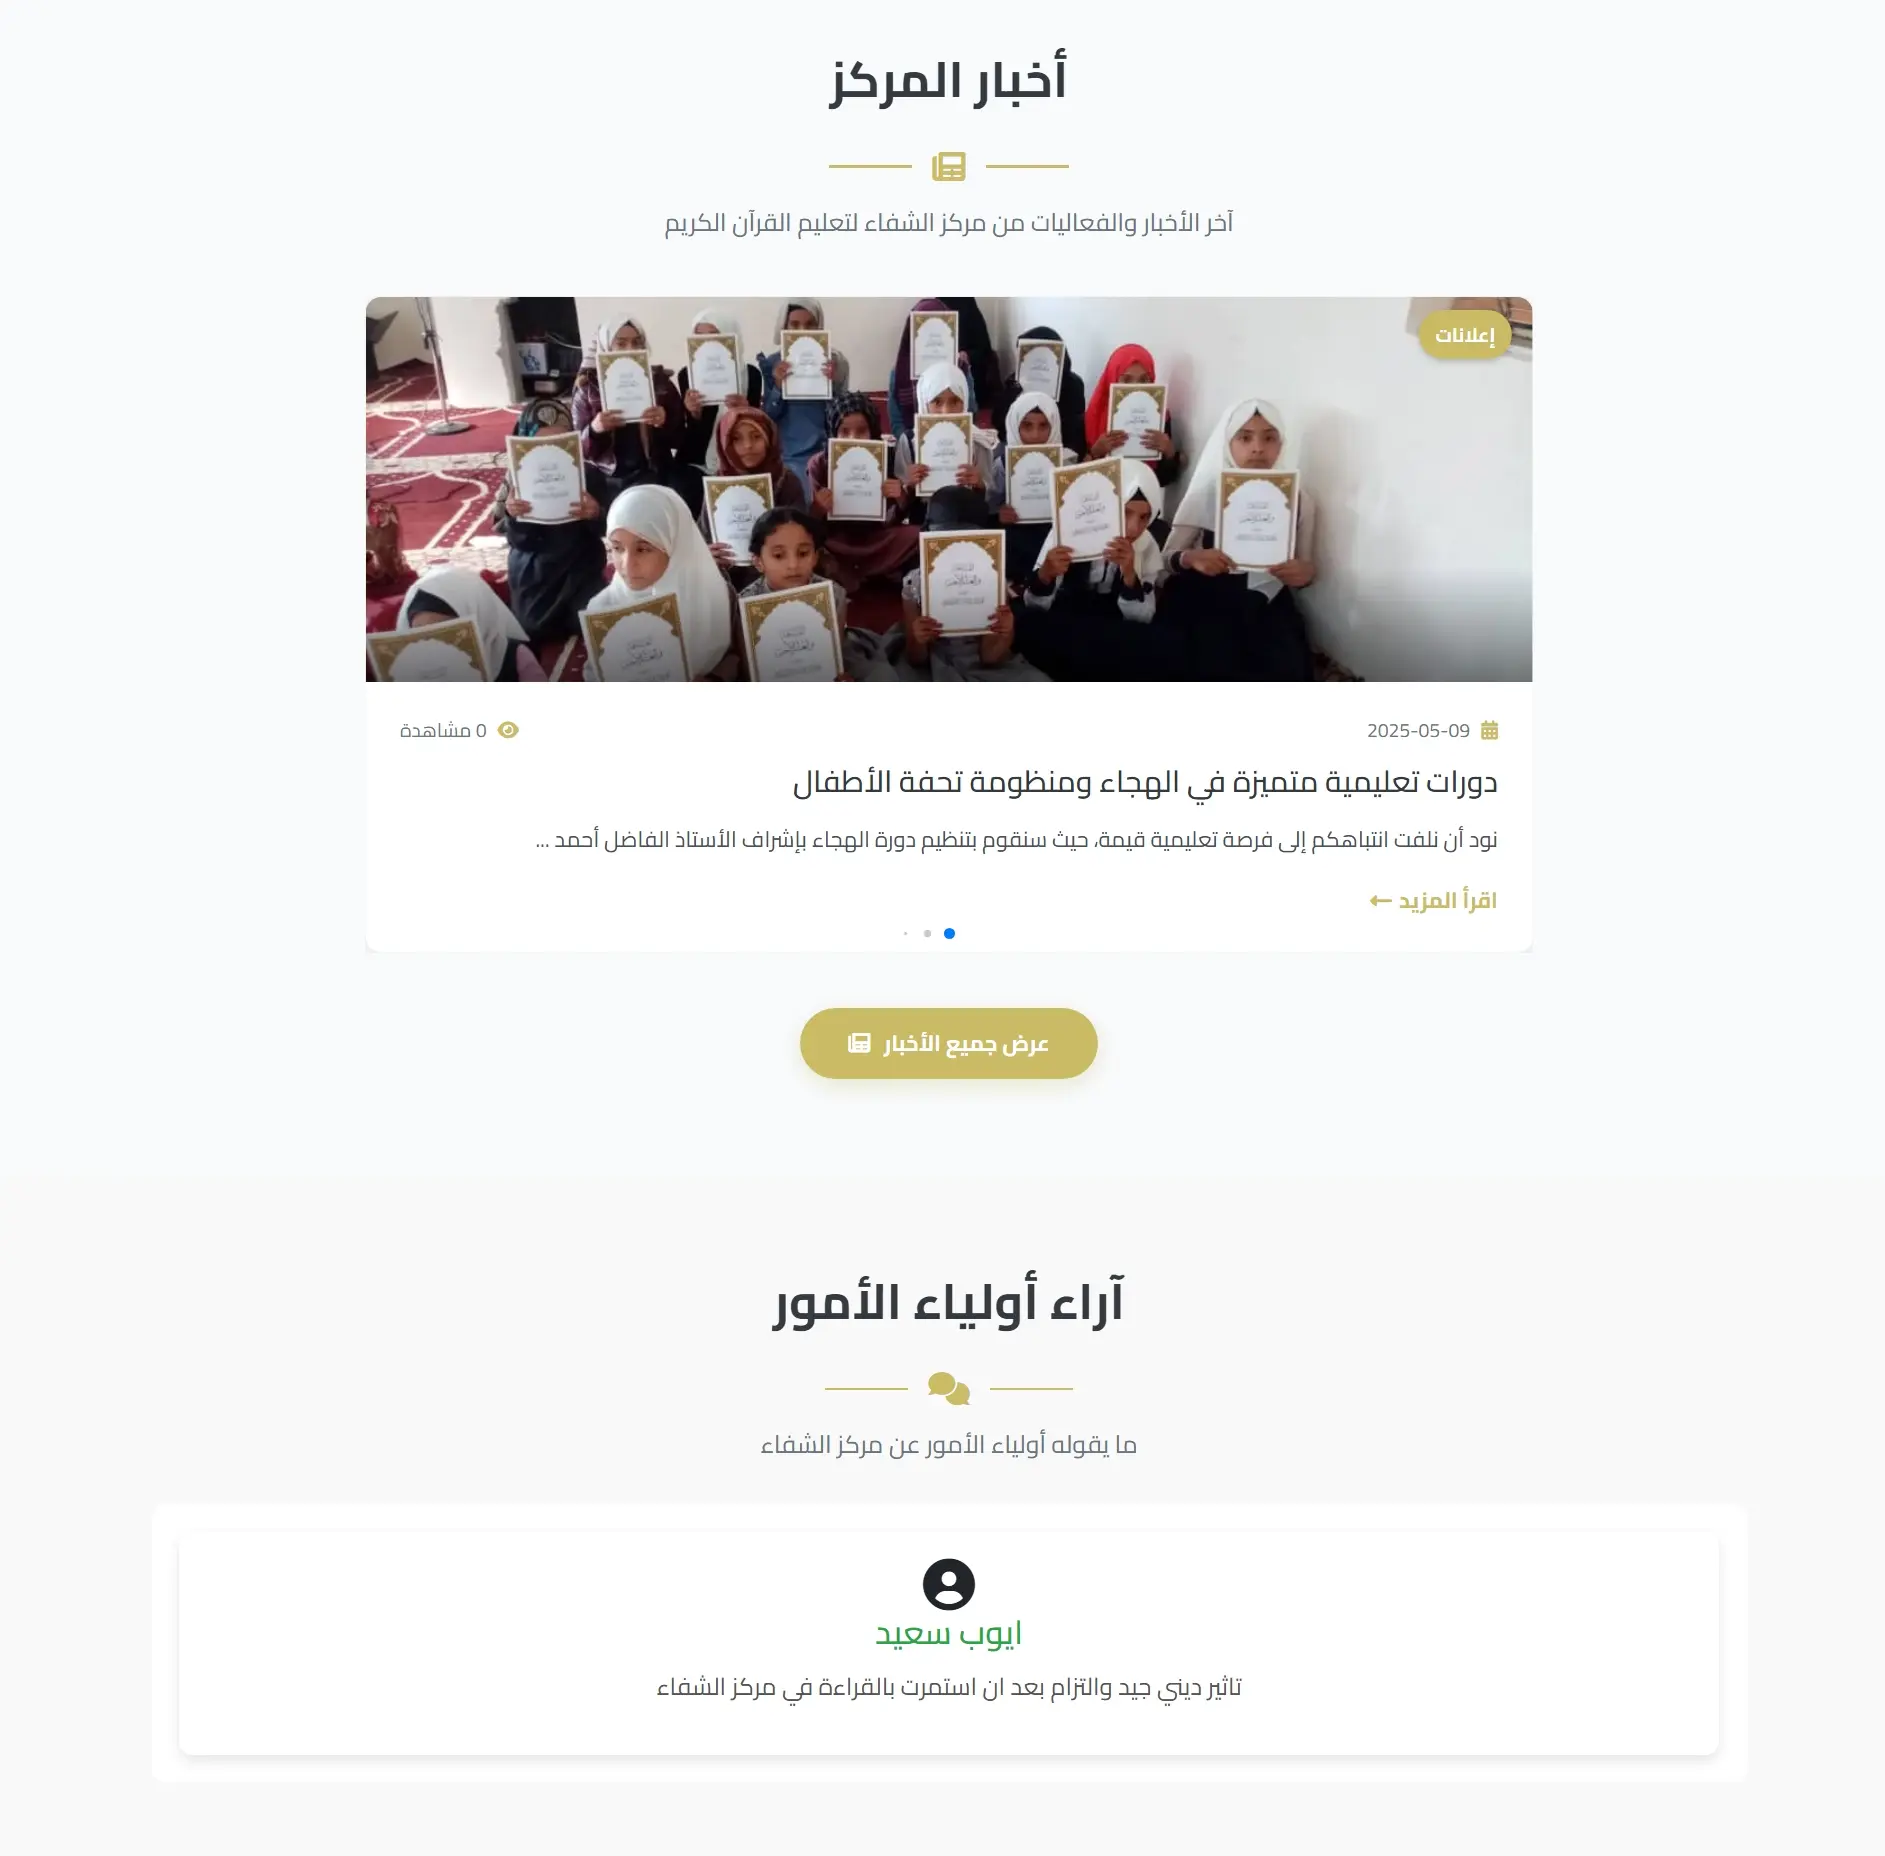 أخبار المركز
آخر الأخبار والفعاليات من مركز الشفاء لتعليم القرآن الكريم
إعلانات
2025-05-09
0 مشاهدة
دورات تعليمية متميزة في الهجاء ومنظومة تحفة الأطفال
نود أن نلفت انتباهكم إلى فرصة تعليمية قيمة، حيث سنقوم بتنظيم دورة الهجاء بإشراف الأستاذ الفاضل أحمد ...
اقرأ المزيد
عرض جميع الأخبار
آراء أولياء الأمور
ما يقوله أولياء الأمور عن مركز الشفاء
ايوب سعيد
تاثير ديني جيد والتزام بعد ان استمرت بالقراءة في مركز الشفاء